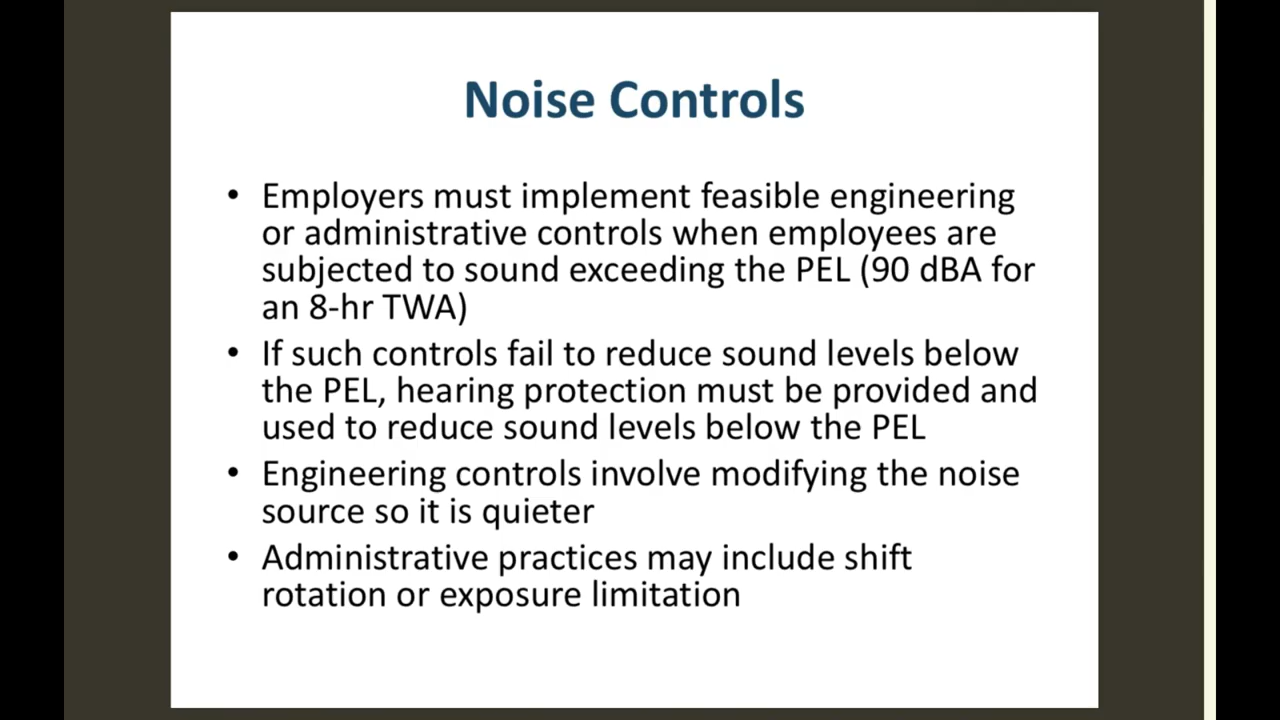 Noise Controls
• Employers must implement feasible engineering
or administrative controls when employees are
subjected to sound exceeding the PEL (90 dBA for
an 8-hr TWA)
• If such controls fail to reduce sound levels below
the PEL, hearing protection must be provided and
used to reduce sound levels below the PEL
• Engineering controls involve modifying the noise
source so it is quieter
• Administrative practices may include shift
rotation or exposure limitation